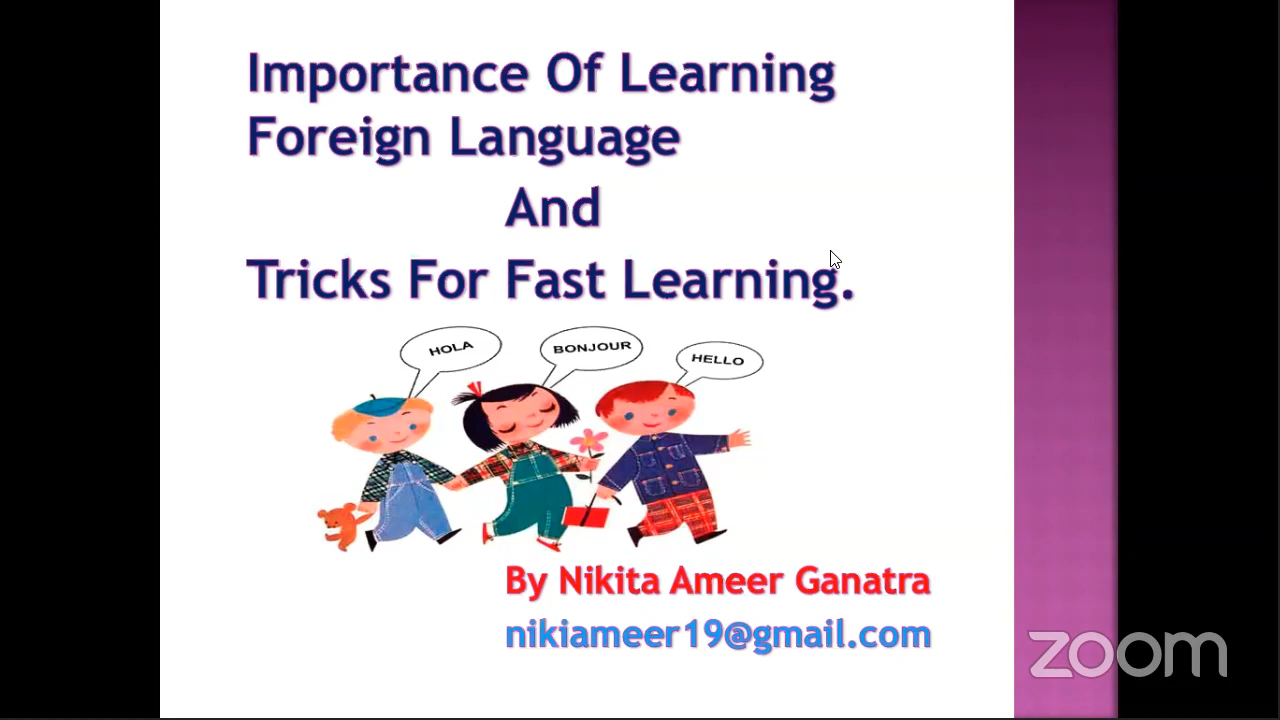 Importance Of Learning
Foreign Language
And
Tricks For Fast Learning.
HOLA
BONJOUR
HELLO
By Nikita Ameer Ganatra
nikiameer19@gmail.com
zoom